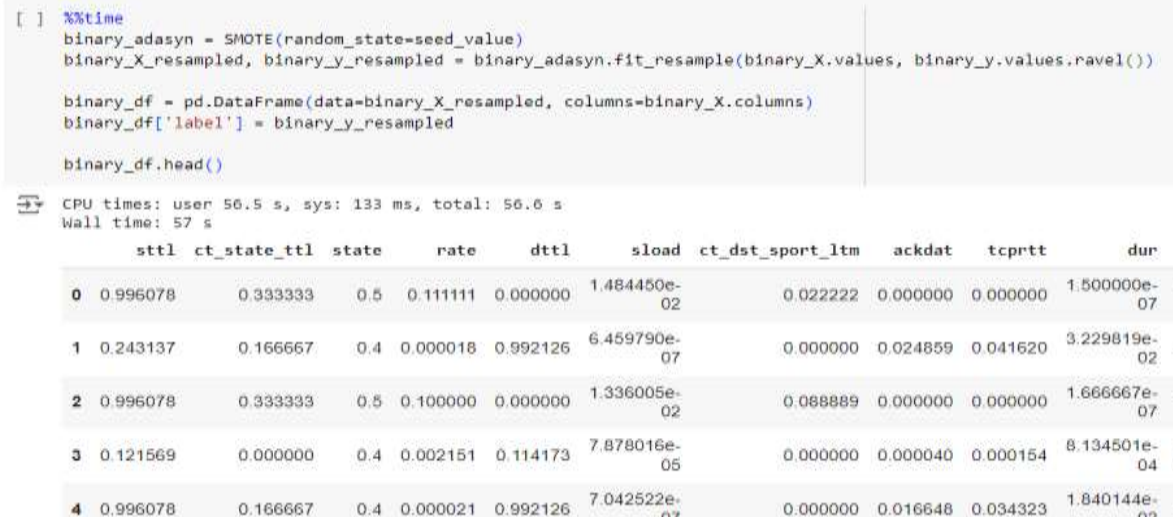 [ ] %%time
binary_adasyn = SMOTE(random_state=seed_value)
binary_X_resampled, binary_y_resampled = binary_adasyn.fit_resample(binary_X.values, binary_y.values.ravel())
binary_df = pd.DataFrame(data=binary_X_resampled, columns=binary_X.columns)
binary_df['label'] = binary_y_resampled
binary_df.head()
CPU times: user 56.5 s, sys: 133 ms, total: 56.6 s
Wall time: 57 s
sttl ct_state_ttl state rate dttl sload ct_dst_sport_ltm ackdat tcprtt dur
0 0.996078 0.333333 0.5 0.111111 0.000000 1.484450e-02 0.022222 0.000000 0.000000 1.500000e-07
1 0.243137 0.166667 0.4 0.000018 0.992126 6.459790e-07 0.000000 0.024859 0.041620 3.229819e-02
2 0.996078 0.333333 0.5 0.100000 0.000000 1.336005e-02 0.088889 0.000000 0.000000 1.666667e-07
3 0.121569 0.000000 0.4 0.002151 0.114173 7.878016e-05 0.000000 0.000040 0.000154 8.134501e-04
4 0.996078 0.166667 0.4 0.000021 0.992126 7.042522e- 0.000000 0.016648 0.034323 1.840144e-